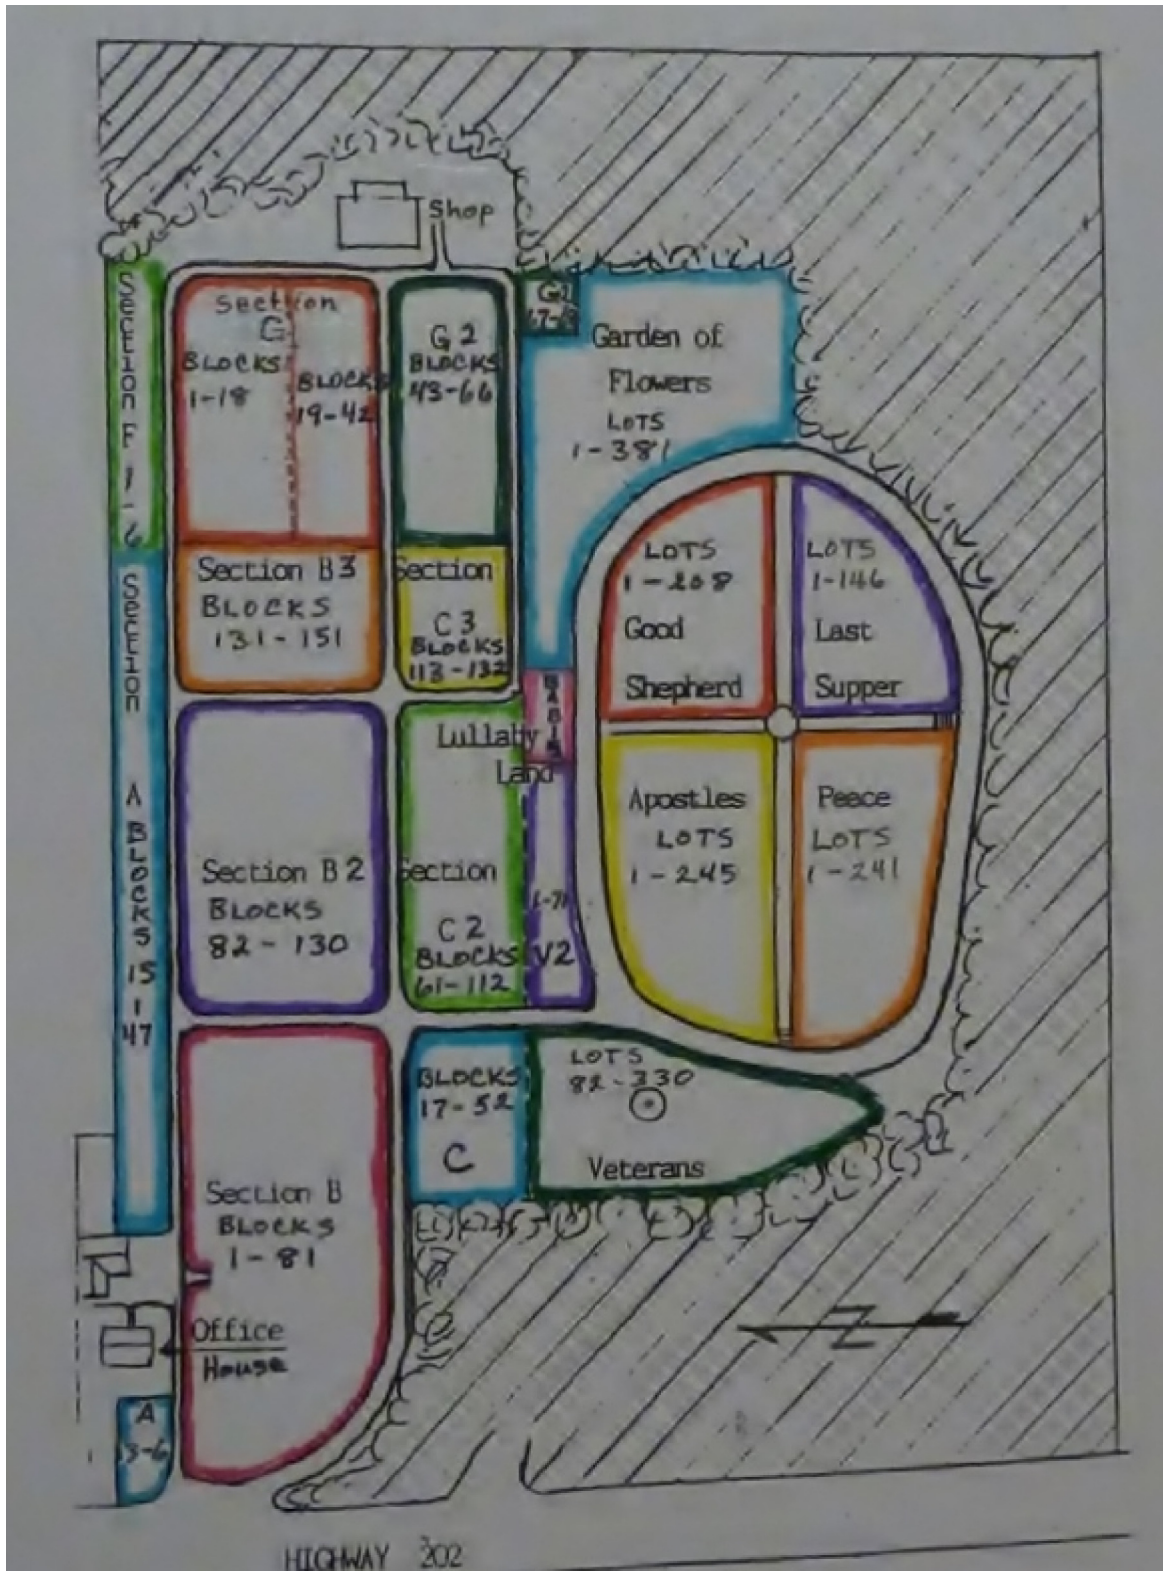 Shop
Section
G
BLOCKS
1-18
BLOCKS
19-42
G2
BLOCKS
43-66
G1
Garden of
Flowers
LOTS
1-381
Section F 1-6
Section B3
BLOCKS
131-151
Section
C3
BLOCKS
113-132
LOTS
1-208
Good
Shepherd
LOTS
1-146
Last
Supper
Lullaby
Land
Section A BLOCKS 15 1 47
Section B2
BLOCKS
82-130
Section
C2
BLOCKS
61-112
V2
Apostles
LOTS
1-245
Peace
LOTS
1-241
BLOCKS
17-52
C
LOTS
82-330
Veterans
Section B
BLOCKS
1-81
Office
House
A
N
HIGHWAY 202